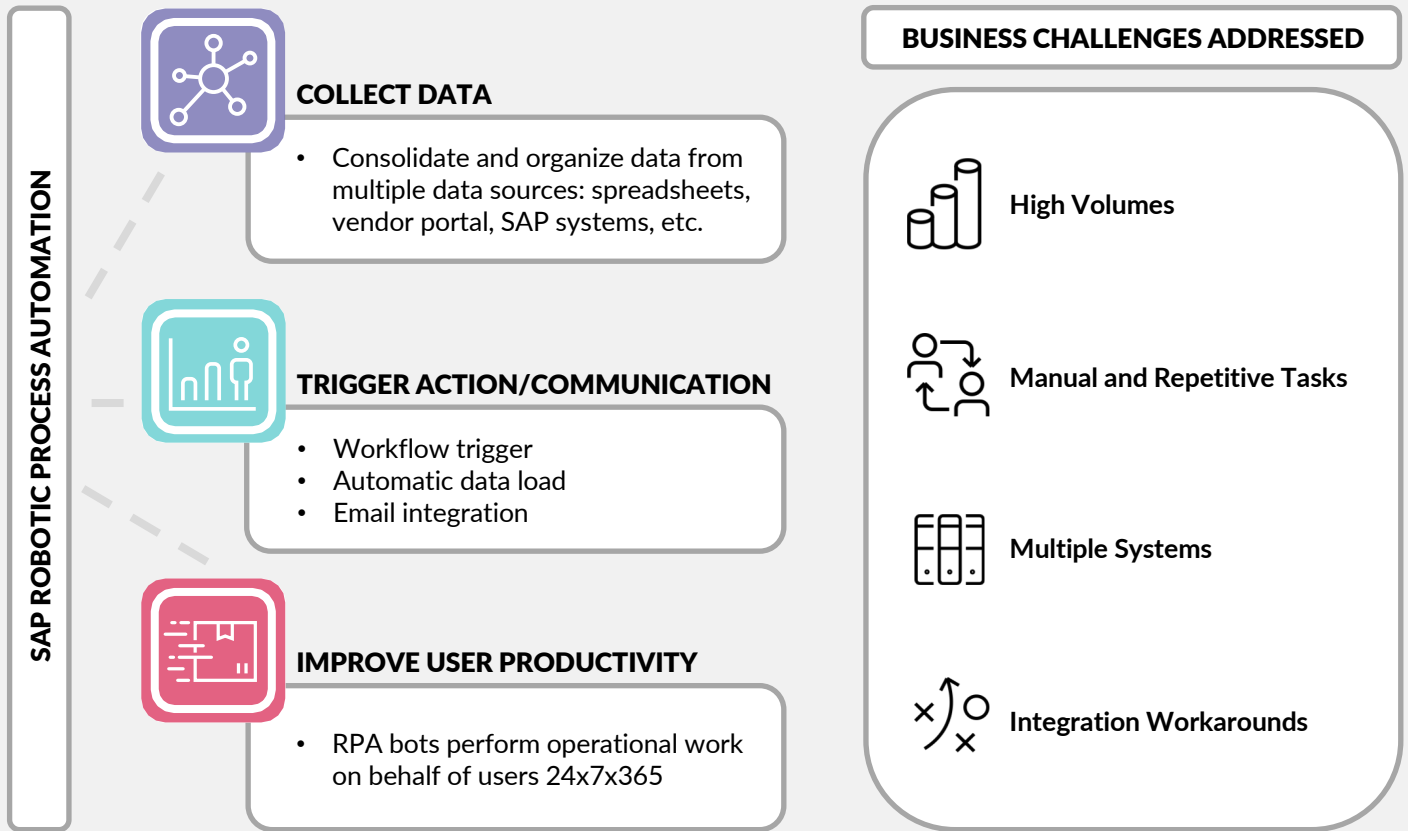 SAP ROBOTIC PROCESS AUTOMATION
COLLECT DATA
• Consolidate and organize data from
multiple data sources: spreadsheets,
vendor portal, SAP systems, etc.
TRIGGER ACTION/COMMUNICATION
• Workflow trigger
• Automatic data load
• Email integration
IMPROVE USER PRODUCTIVITY
• RPA bots perform operational work
on behalf of users 24x7x365
BUSINESS CHALLENGES ADDRESSED
High Volumes
Manual and Repetitive Tasks
Multiple Systems
Integration Workarounds